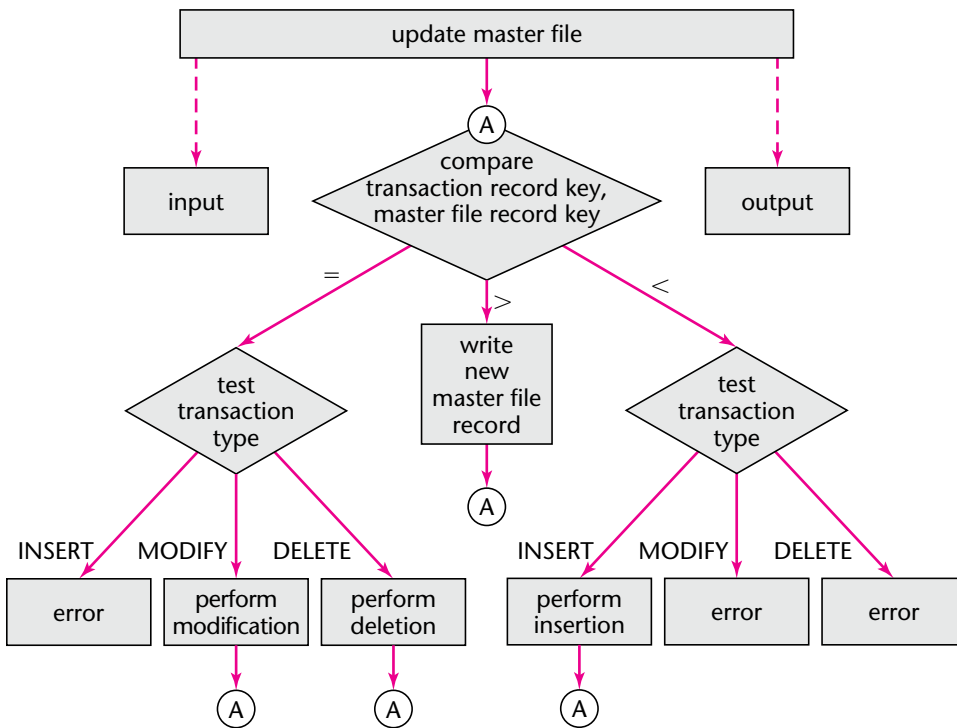 update master file
A
compare
transaction record key,
master file record key
input
output
=
>
<
test
transaction
type
write
new
master file
record
test
transaction
type
A
INSERT
MODIFY
DELETE
INSERT
MODIFY
DELETE
error
perform
modification
perform
deletion
perform
insertion
error
error
A
A
A